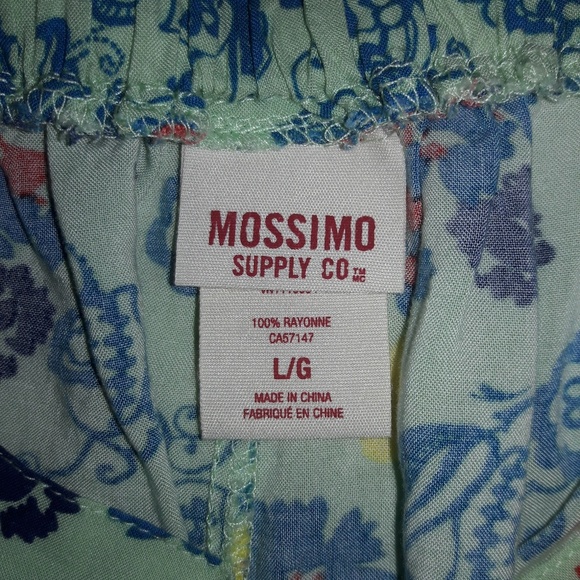 MOSSIMO
SUPPLY CO.™ MC
100% RAYONNE
CA57147
L/G
MADE IN CHINA
FABRIQUÉ EN CHINE